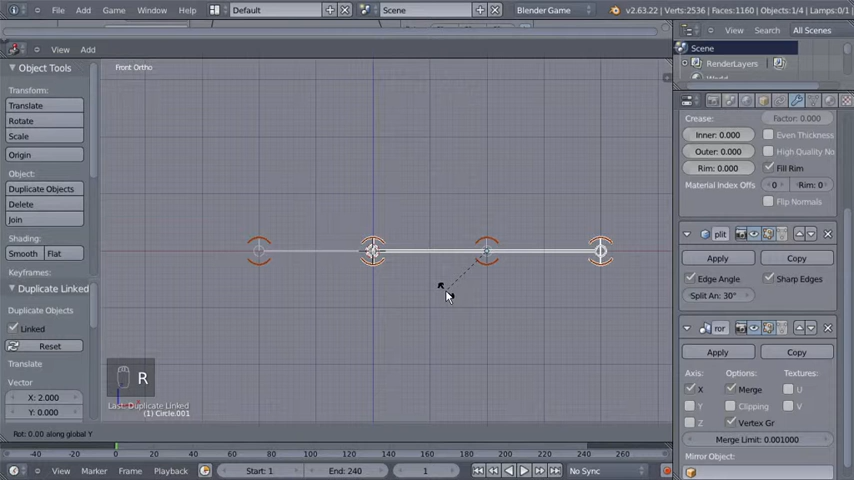 File Add Game Window Help Default Scene Blender Game v2.63.22 | Verts:2536 | Faces:1160 | Objects:1/4 | Lamps:0/1
View Add
View Search All Scenes
Scene
RenderLayers
World
Object Tools
Transform:
Translate
Rotate
Scale
Origin
Object:
Duplicate Objects
Delete
Join
Shading:
Smooth Flat
Keyframes:
Duplicate Linked
Duplicate Objects
Linked
Reset
Translate
Vector
X: 2.000
Y: 0.000
Front Ortho
R
Last: Duplicate Linked
(1) Circle.001
Rot: 0.00 along global Y
Crease: Factor: 0.000
Inner: 0.000 Even Thickness
Outer: 0.000 High Quality No
Rim: 0.000 Fill Rim
Material Index Offs 0 Rim: 0
Flip Normals
plit
Apply Copy
Edge Angle Sharp Edges
Split An: 30°
ror
Apply Copy
Axis: Options: Textures:
X Merge U
Y Clipping V
Z Vertex Gr
Merge Limit: 0.001000
Mirror Object:
-40 -20 0 20 40 60 80 100 120 140 160 180 200 220 240 260
View Marker Frame Playback Start: 1 End: 240 1 No Sync